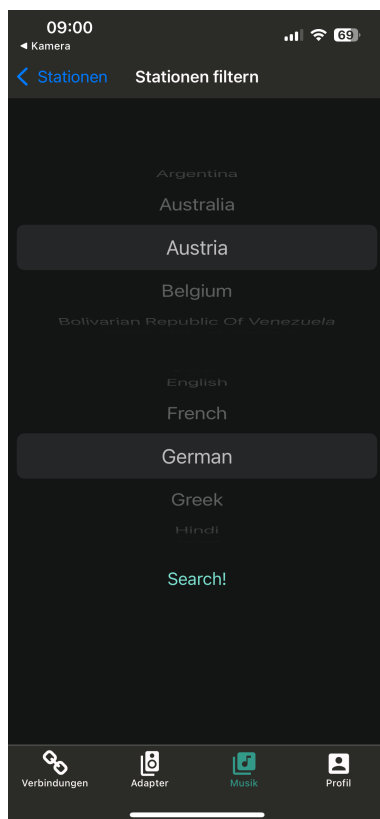 09:00
69
◀ Kamera
Stationen
Stationen filtern
Argentina
Australia
Austria
Belgium
Bolivarian Republic Of Venezuela
English
French
German
Greek
Hindi
Search!
Verbindungen
Adapter
Musik
Profil